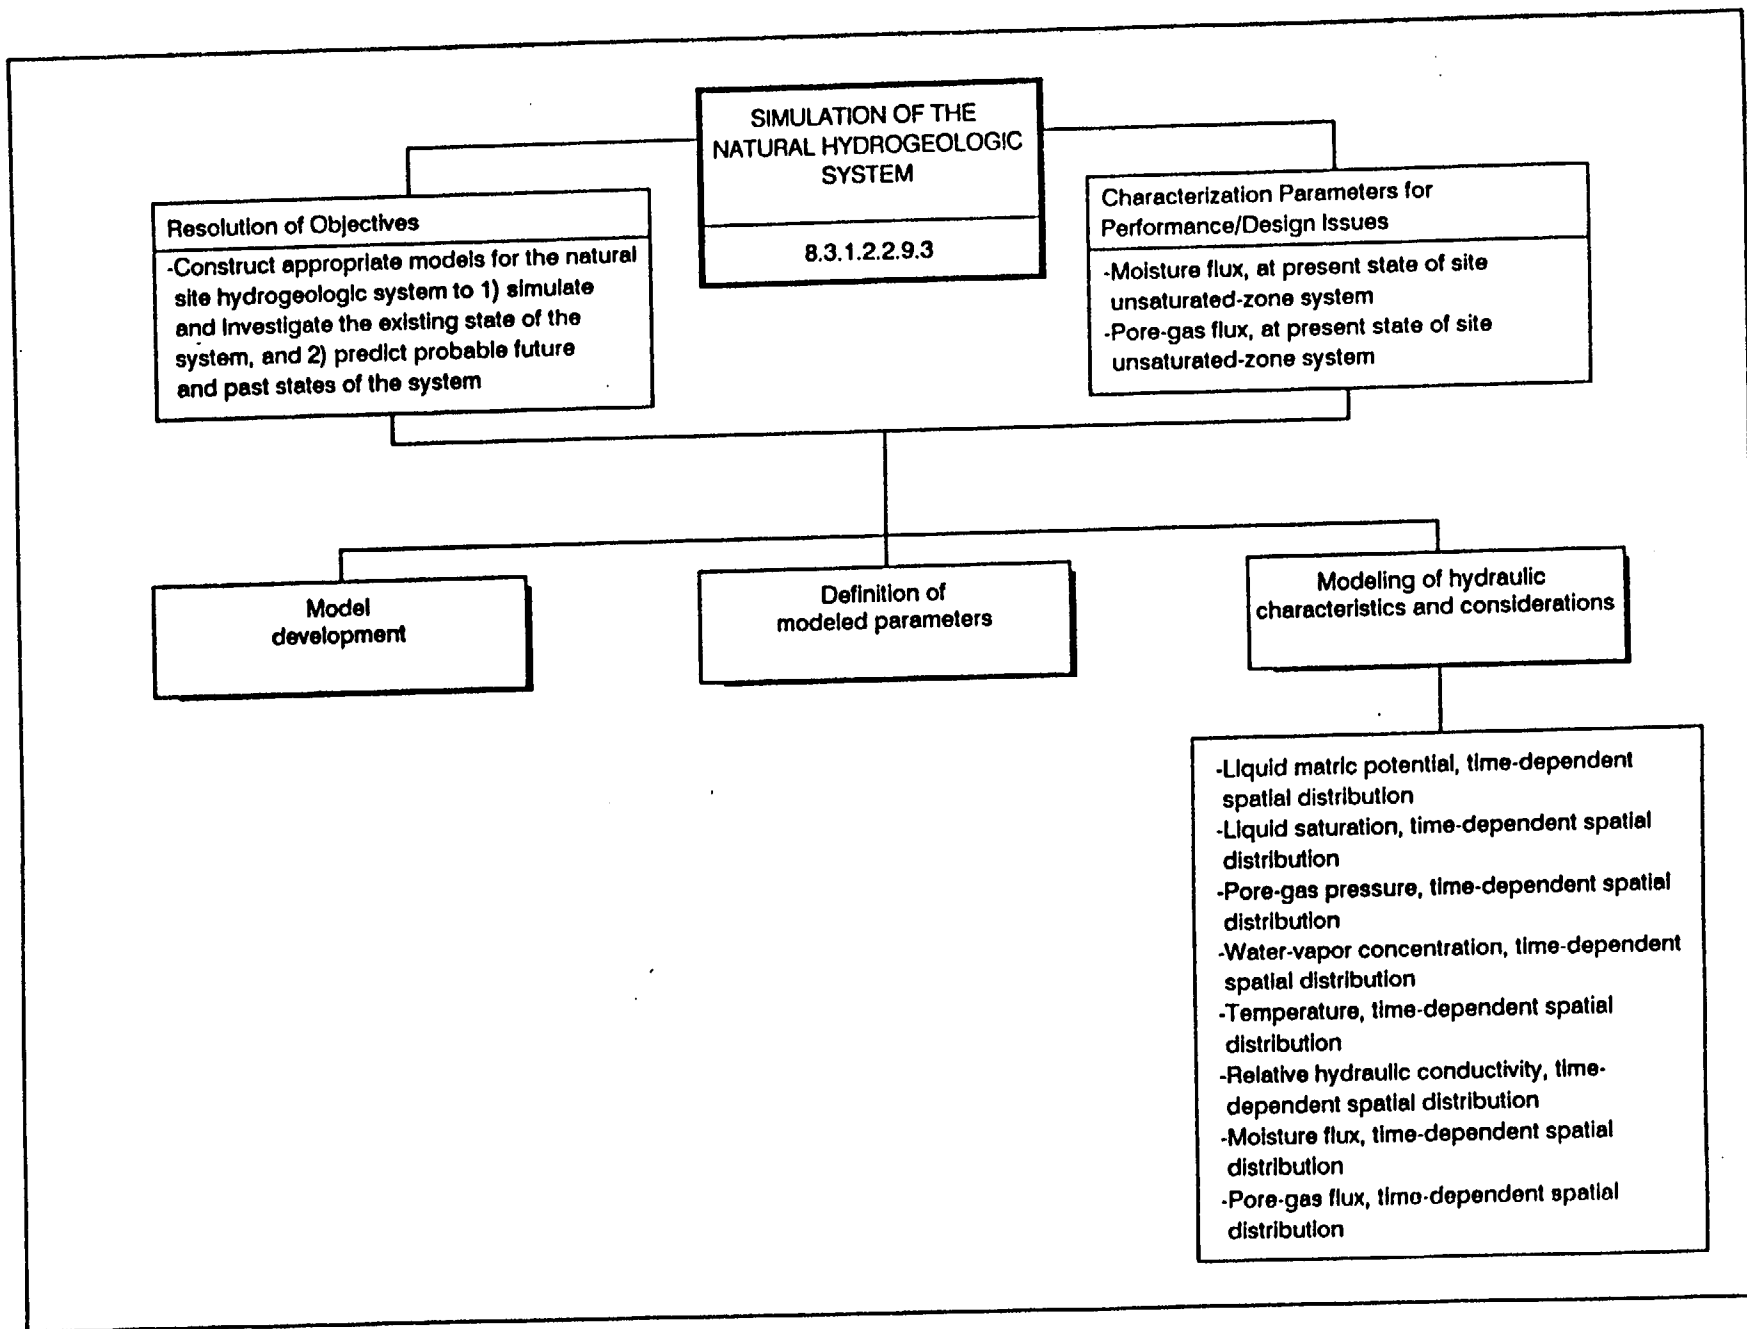 SIMULATION OF THE
NATURAL HYDROGEOLOGIC
SYSTEM
8.3.1.2.2.9.3
Resolution of Objectives
-Construct appropriate models for the natural
site hydrogeologic system to 1) simulate
and investigate the existing state of the
system, and 2) predict probable future
and past states of the system
Characterization Parameters for
Performance/Design Issues
-Moisture flux, at present state of site
unsaturated-zone system
-Pore-gas flux, at present state of site
unsaturated-zone system
Model
development
Definition of
modeled parameters
Modeling of hydraulic
characteristics and considerations
-Liquid matric potential, time-dependent
spatial distribution
-Liquid saturation, time-dependent spatial
distribution
-Pore-gas pressure, time-dependent spatial
distribution
-Water-vapor concentration, time-dependent
spatial distribution
-Temperature, time-dependent spatial
distribution
-Relative hydraulic conductivity, time-
dependent spatial distribution
-Moisture flux, time-dependent spatial
distribution
-Pore-gas flux, time-dependent spatial
distribution